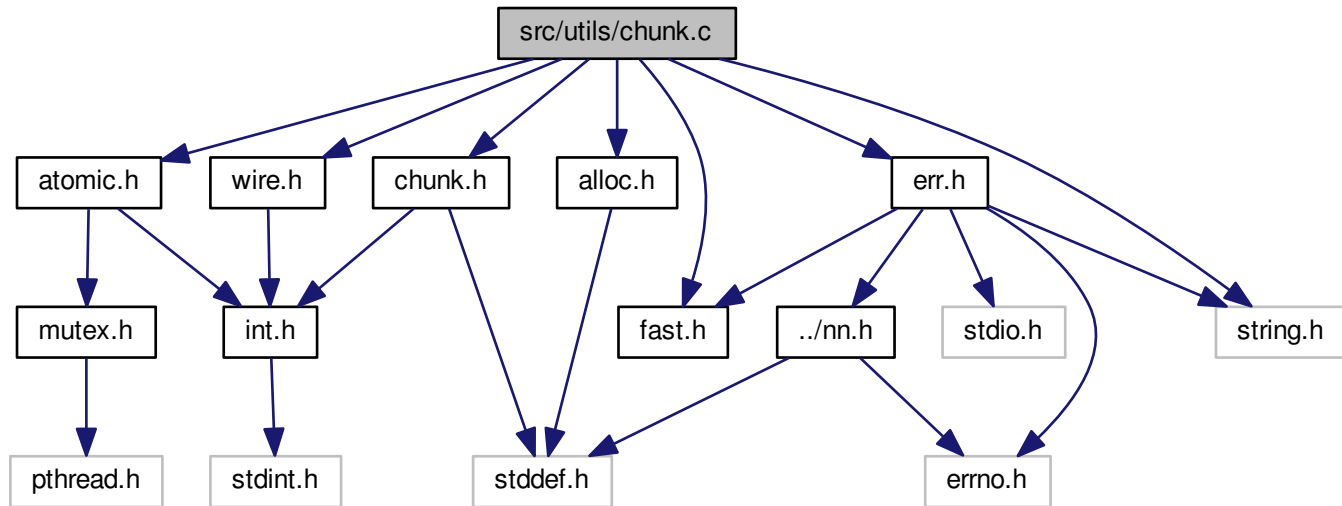 src/utils/chunk.c
atomic.h
wire.h
chunk.h
alloc.h
err.h
mutex.h
int.h
fast.h
../nn.h
stdio.h
string.h
pthread.h
stdint.h
stddef.h
errno.h